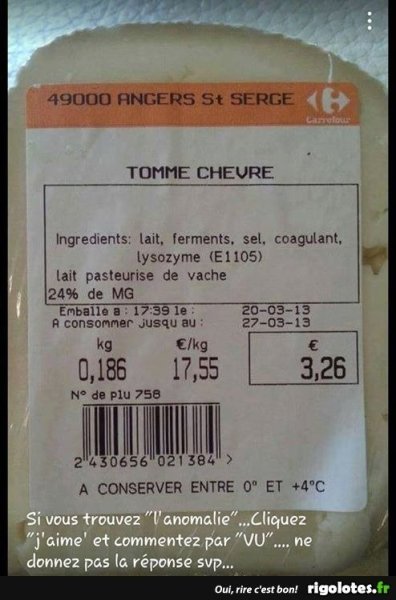 49000 ANGERS St SERGE
Carrefour
TOMME CHEVRE
Ingredients: lait, ferments, sel, coagulant,
lysozyme (E1105)
lait pasteurise de vache
24% de MG
Emballe a : 17:39 le : 20-03-13
A consommer jusqu au : 27-03-13
kg €/kg €
0,186 17,55 3,26
N° de plu 758
2 430656 021384 >
A CONSERVER ENTRE 0° ET +4°C
Si vous trouvez "l'anomalie"...Cliquez
"j'aime' et commentez par "VU".... ne
donnez pas la réponse svp...
Oui, rire c'est bon! rigolotes.fr